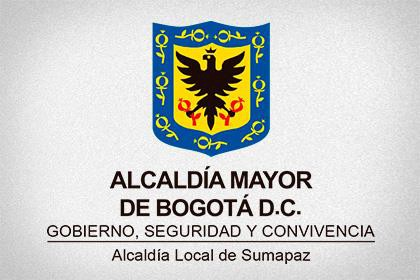 ALCALDÍA MAYOR
DE BOGOTÁ D.C.
GOBIERNO, SEGURIDAD Y CONVIVENCIA
Alcaldía Local de Sumapaz